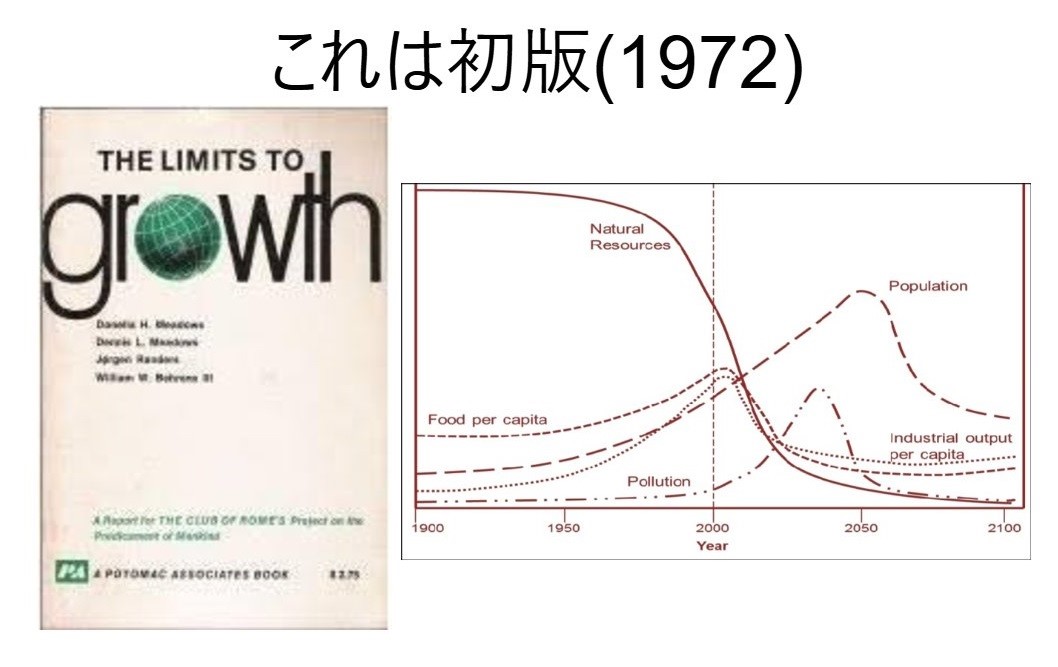 これは初版(1972)
THE LIMITS TO
growth
Donella H. Meadows
Dennis L. Meadows
Jørgen Randers
William W. Behrens III
A Report for THE CLUB OF ROME'S Project on the
Predicament of Mankind
PA A POTOMAC ASSOCIATES BOOK $2.75
Natural
Resources
Population
Food per capita
Industrial output
per capita
Pollution
1900 1950 2000 2050 2100
Year